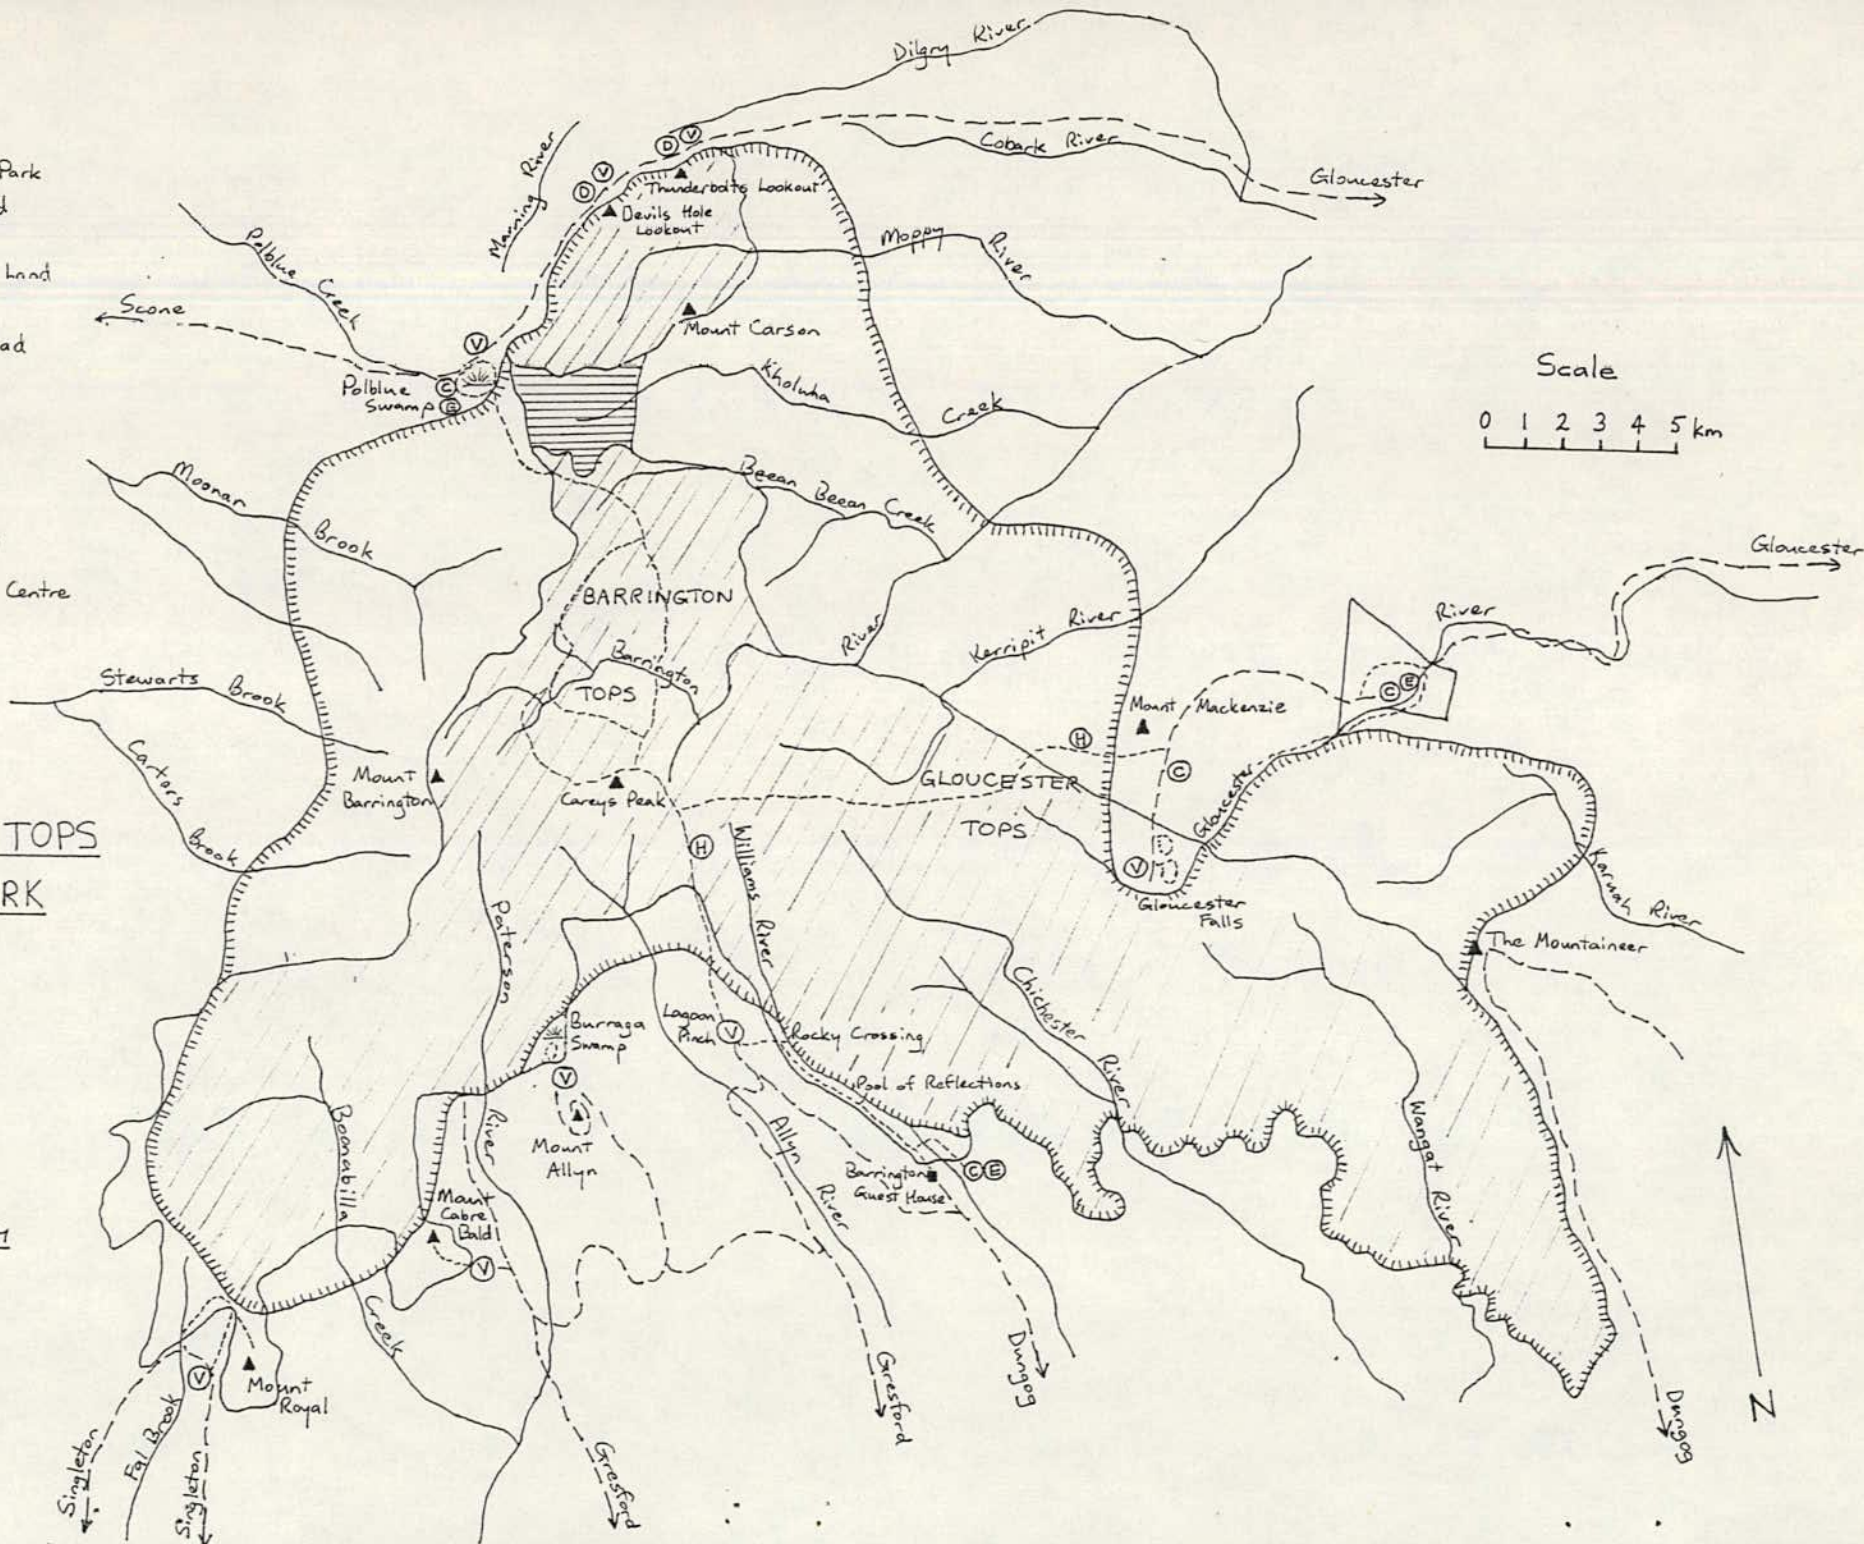 Park
d
Land
ad
Centre
TOPS
RK
Dilgry River
Cobark River
Gloucester
Manning River
D V
D V
Thunderbolts Lookout
Devils Hole
Lookout
Moppy River
Polblue Creek
Scone
Mount Carson
V
Polblue
Swamp
C
E
Kholwha Creek
Scale
0 1 2 3 4 5 km
Moonar Brook
Beean Beean Creek
Gloucester
BARRINGTON
TOPS
Barrington River
Kerripit River
River
C E
Stewarts Brook
Cartors Brook
Mount
Barrington
Careys Peak
H
Mount Mackenzie
C
GLOUCESTER
TOPS
Gloucester
H
Williams River
V
Gloucester
Falls
Karuah River
The Mountaineer
Paterson River
Burraga
Swamp
Lagoon
Pinch
V
Rocky Crossing
Chichester River
Pool of Reflections
V
Mount
Allyn
Allyn River
Barrington
Guest House
C E
Wangat River
Boonabilla Creek
Mount
Cabre
Bald
V
V
Mount
Royal
Fal Brook
Singleton
Singleton
Gresford
Gresford
Dungog
Dungog
N